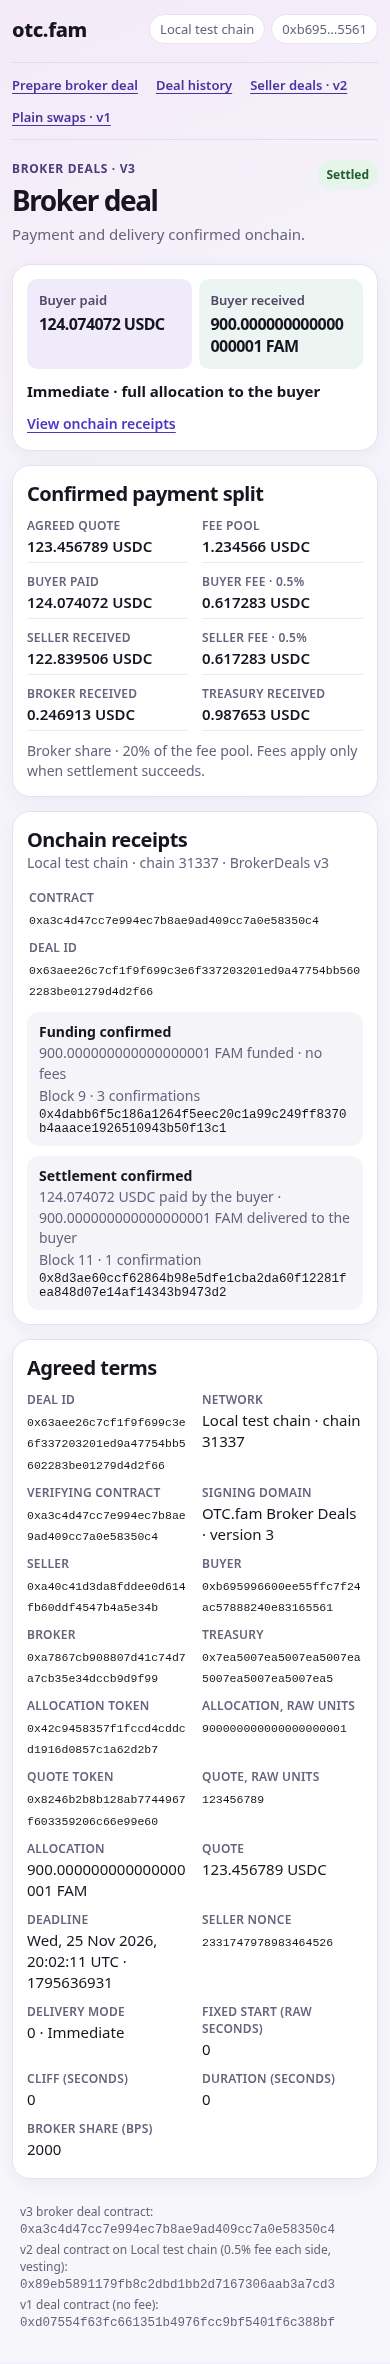 otc.fam
Local test chain
0xb695…5561
Prepare broker deal
Deal history
Seller deals · v2
Plain swaps · v1
BROKER DEALS · V3
Settled
Broker deal
Payment and delivery confirmed onchain.
Buyer paid
124.074072 USDC
Buyer received
900.000000000000
000001 FAM
Immediate · full allocation to the buyer
View onchain receipts
Confirmed payment split
AGREED QUOTE
123.456789 USDC
FEE POOL
1.234566 USDC
BUYER PAID
124.074072 USDC
BUYER FEE · 0.5%
0.617283 USDC
SELLER RECEIVED
122.839506 USDC
SELLER FEE · 0.5%
0.617283 USDC
BROKER RECEIVED
0.246913 USDC
TREASURY RECEIVED
0.987653 USDC
Broker share · 20% of the fee pool. Fees apply only
when settlement succeeds.
Onchain receipts
Local test chain · chain 31337 · BrokerDeals v3
CONTRACT
0xa3c4d47cc7e994ec7b8ae9ad409cc7a0e58350c4
DEAL ID
0x63aee26c7cf1f9f699c3e6f337203201ed9a47754bb560
2283be01279d4d2f66
Funding confirmed
900.000000000000000001 FAM funded · no
fees
Block 9 · 3 confirmations
0x4dabb6f5c186a1264f5eec20c1a99c249ff8370
b4aaace1926510943b50f13c1
Settlement confirmed
124.074072 USDC paid by the buyer ·
900.000000000000000001 FAM delivered to the
buyer
Block 11 · 1 confirmation
0x8d3ae60ccf62864b98e5dfe1cba2da60f12281f
ea848d07e14af14343b9473d2
Agreed terms
DEAL ID
0x63aee26c7cf1f9f699c3e
6f337203201ed9a47754bb5
602283be01279d4d2f66
NETWORK
Local test chain · chain
31337
VERIFYING CONTRACT
0xa3c4d47cc7e994ec7b8ae
9ad409cc7a0e58350c4
SIGNING DOMAIN
OTC.fam Broker Deals
· version 3
SELLER
0xa40c41d3da8fddee0d614
fb60ddf4547b4a5e34b
BUYER
0xb695996600ee55ffc7f24
ac57888240e83165561
BROKER
0xa7867cb908807d41c74d7
a7cb35e34dccb9d9f99
TREASURY
0x7ea5007ea5007ea5007ea
5007ea5007ea5007ea5
ALLOCATION TOKEN
0x42c9458357f1fccd4cddc
d1916d0857c1a62d2b7
ALLOCATION, RAW UNITS
900000000000000000001
QUOTE TOKEN
0x8246b2b8b128ab7744967
f603359206c66e99e60
QUOTE, RAW UNITS
123456789
ALLOCATION
900.000000000000000
001 FAM
QUOTE
123.456789 USDC
DEADLINE
Wed, 25 Nov 2026,
20:02:11 UTC ·
1795636931
SELLER NONCE
2331747978983464526
DELIVERY MODE
0 · Immediate
FIXED START (RAW
SECONDS)
0
CLIFF (SECONDS)
0
DURATION (SECONDS)
0
BROKER SHARE (BPS)
2000
v3 broker deal contract:
0xa3c4d47cc7e994ec7b8ae9ad409cc7a0e58350c4
v2 deal contract on Local test chain (0.5% fee each side,
vesting):
0x89eb5891179fb8c2dbd1bb2d7167306aab3a7cd3
v1 deal contract (no fee):
0xd07554f63fc661351b4976fcc9bf5401f6c388bf